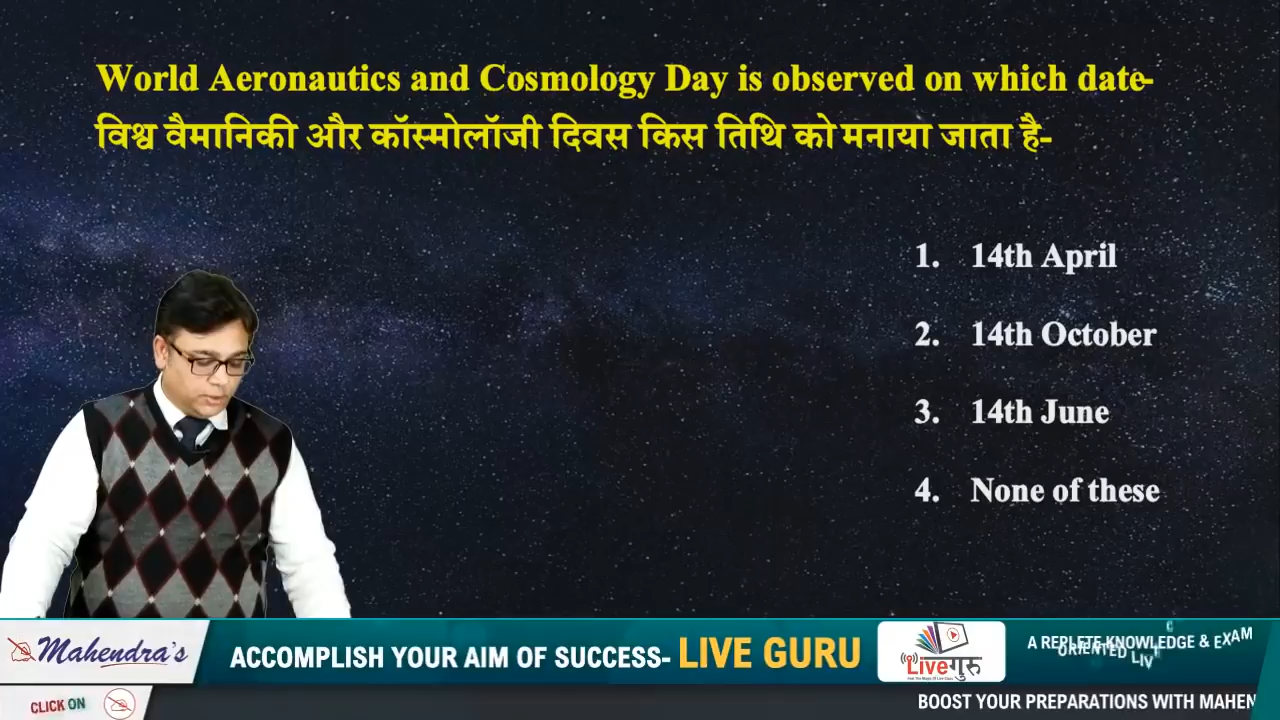 World Aeronautics and Cosmology Day is observed on which date-
विश्व वैमानिकी और कॉस्मोलॉजी दिवस किस तिथि को मनाया जाता है-
1. 14th April
2. 14th October
3. 14th June
4. None of these
Mahendra's
ACCOMPLISH YOUR AIM OF SUCCESS- LIVE GURU
Live गुरु
A REPLETE KNOWLEDGE & EXAM
ORIENTED LIV
CLICK ON
BOOST YOUR PREPARATIONS WITH MAHEN